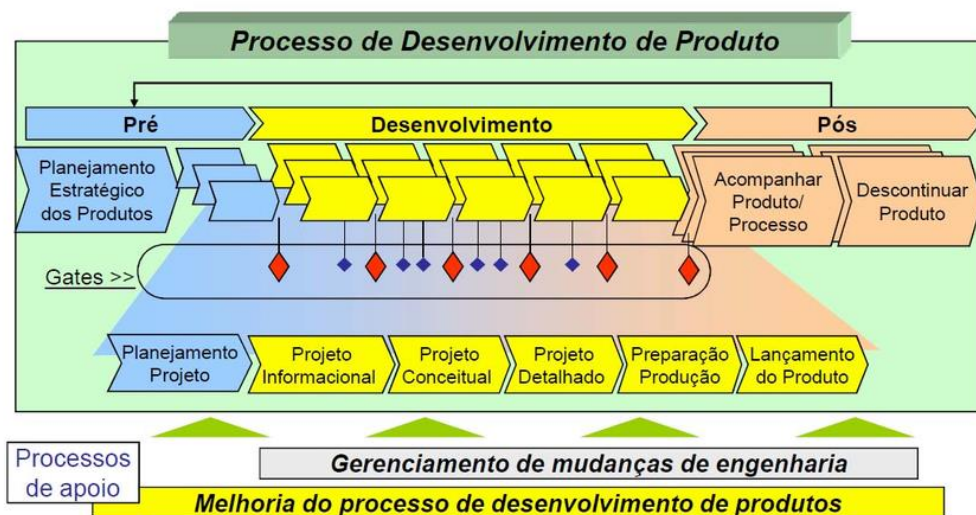 Processo de Desenvolvimento de Produto
Pré
Desenvolvimento
Pós
Planejamento
Estratégico
dos Produtos
Acompanhar
Produto/
Processo
Descontinuar
Produto
Gates >>
Planejamento
Projeto
Projeto
Informacional
Projeto
Conceitual
Projeto
Detalhado
Preparação
Produção
Lançamento
do Produto
Processos
de apoio
Gerenciamento de mudanças de engenharia
Melhoria do processo de desenvolvimento de produtos